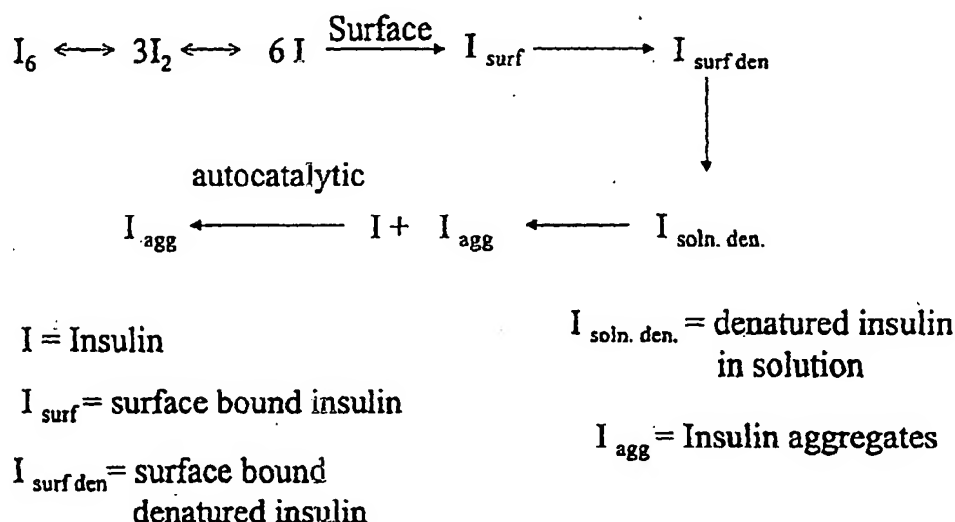 I6 ⟷ 3I2 ⟷ 6 I Surface → I surf → I surf den
↓
autocatalytic
I agg ← I + I agg ← I soln. den.
I = Insulin
I surf = surface bound insulin
I surf den = surface bound
denatured insulin
I soln. den. = denatured insulin
in solution
I agg = Insulin aggregates